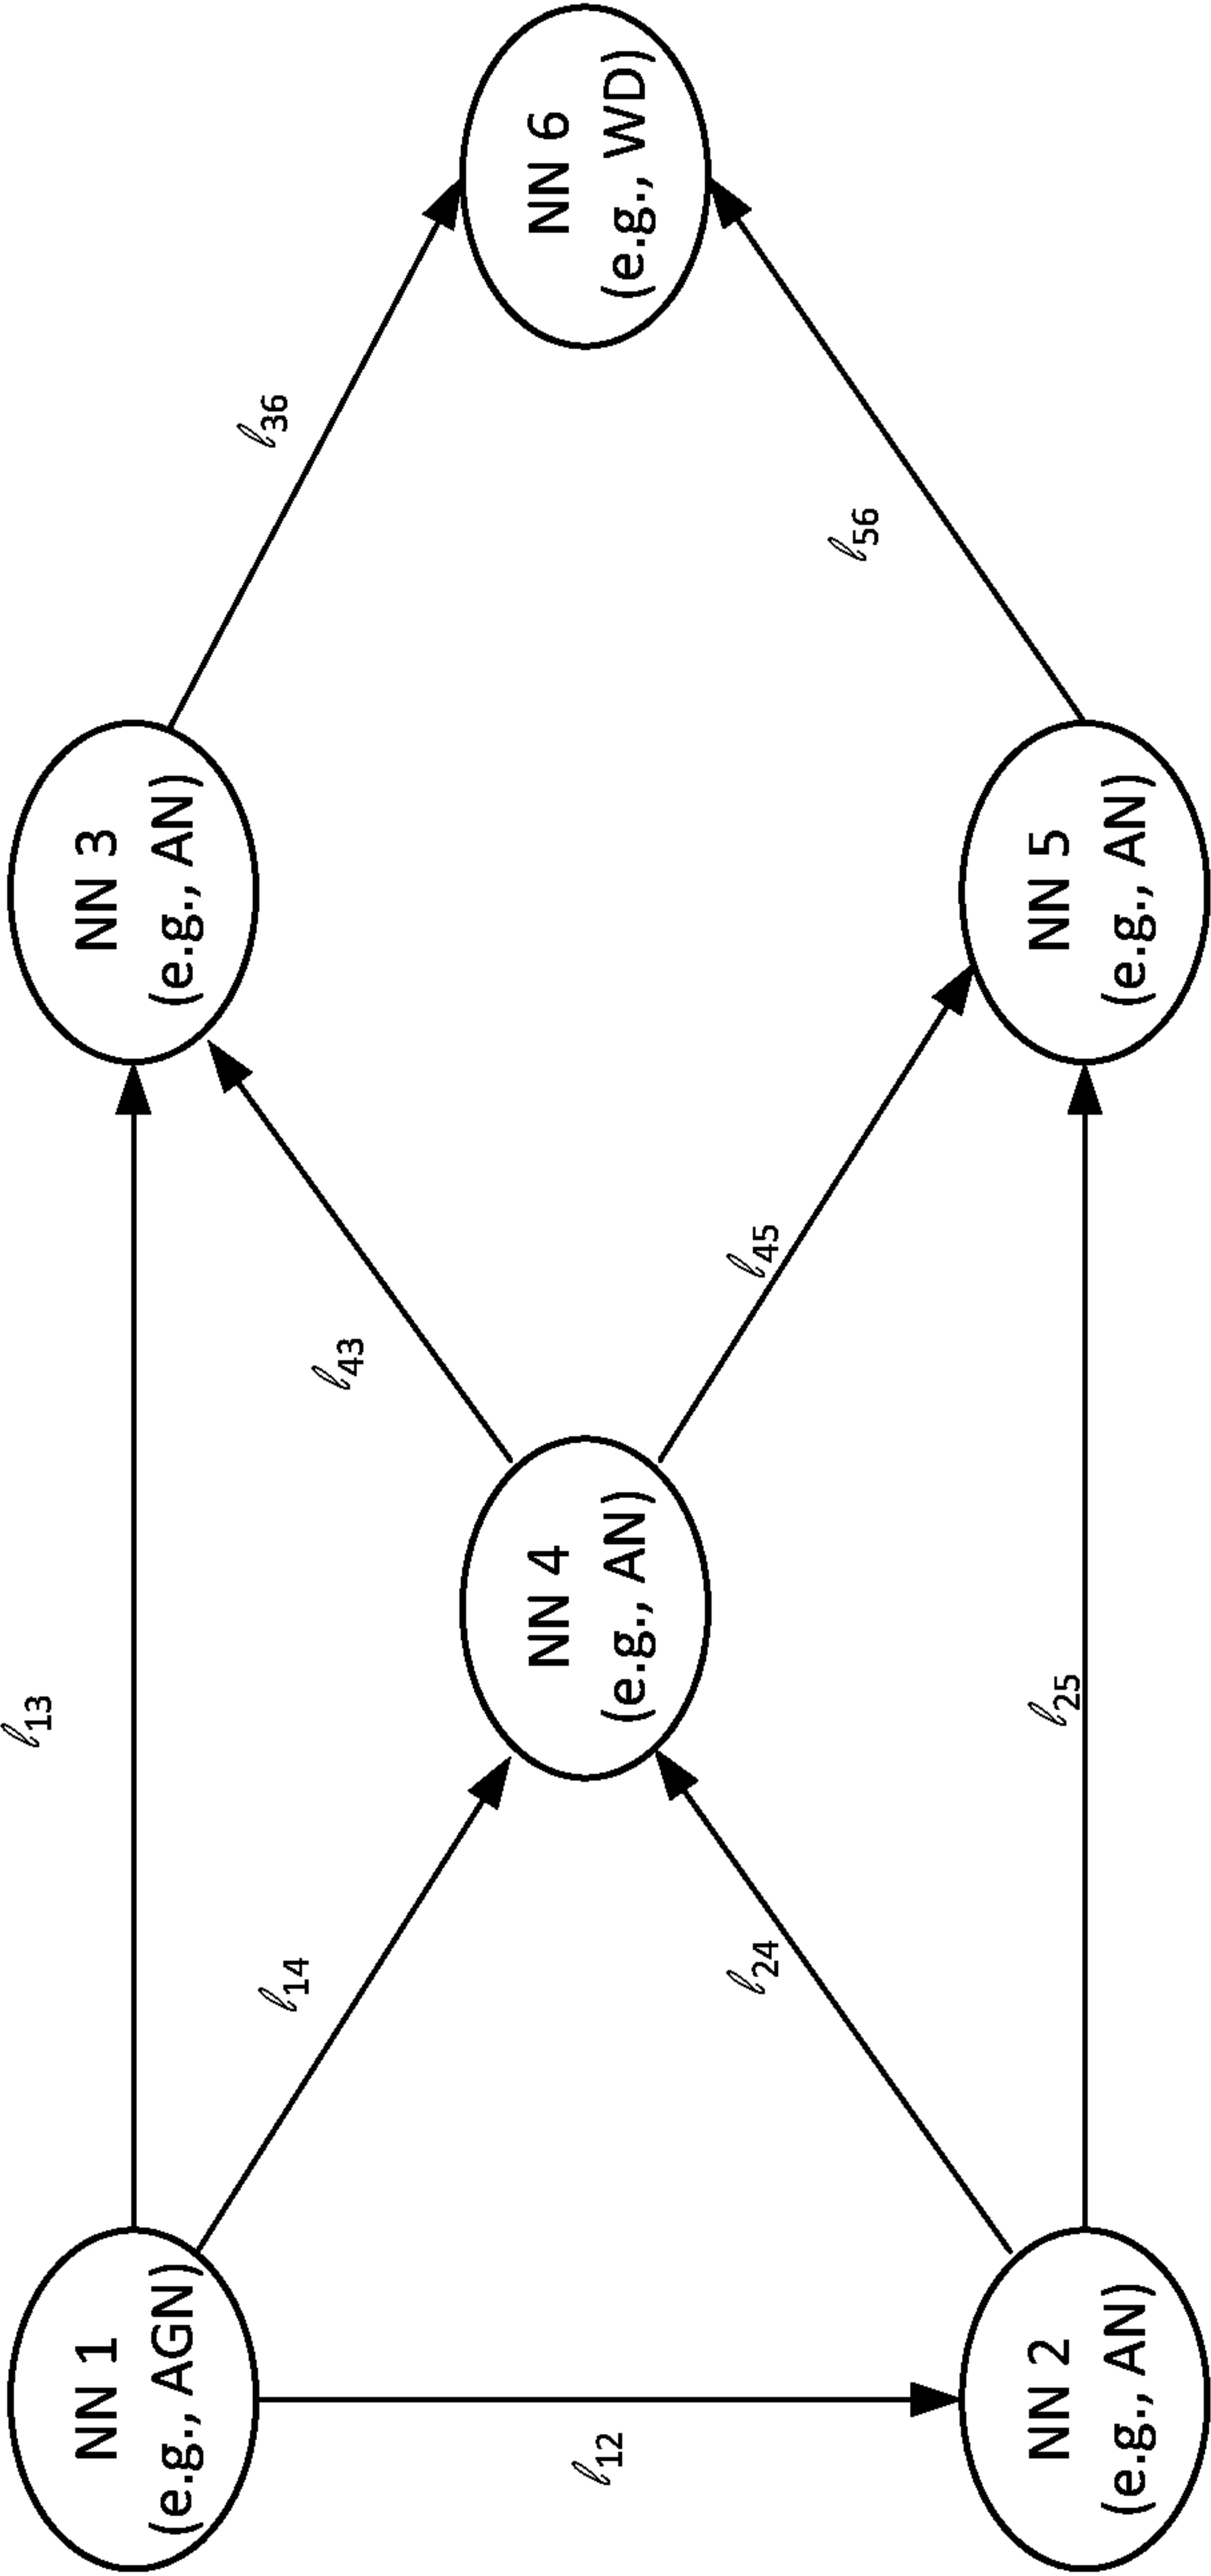 NN 1
(e.g., AGN)
ℓ13
NN 3
(e.g., AN)
ℓ36
ℓ14
ℓ43
ℓ12
NN 4
(e.g., AN)
NN 6
(e.g., WD)
ℓ24
ℓ45
ℓ56
NN 2
(e.g., AN)
ℓ25
NN 5
(e.g., AN)